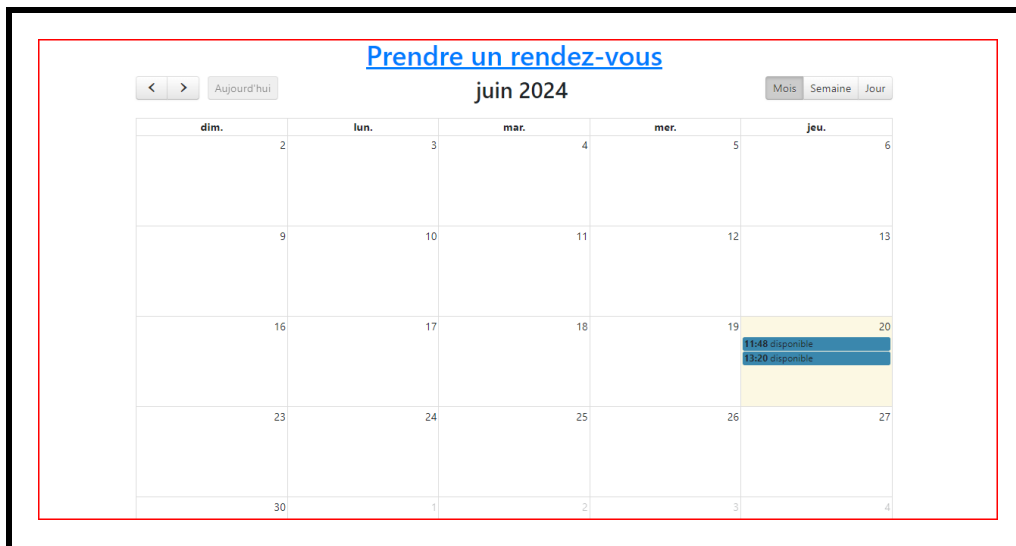 Prendre un rendez-vous
Aujourd'hui juin 2024 Mois Semaine Jour
dim. lun. mar. mer. jeu.
2 3 4 5 6
9 10 11 12 13
16 17 18 19 20
11:48 disponible
13:20 disponible
23 24 25 26 27
30 1 2 3 4